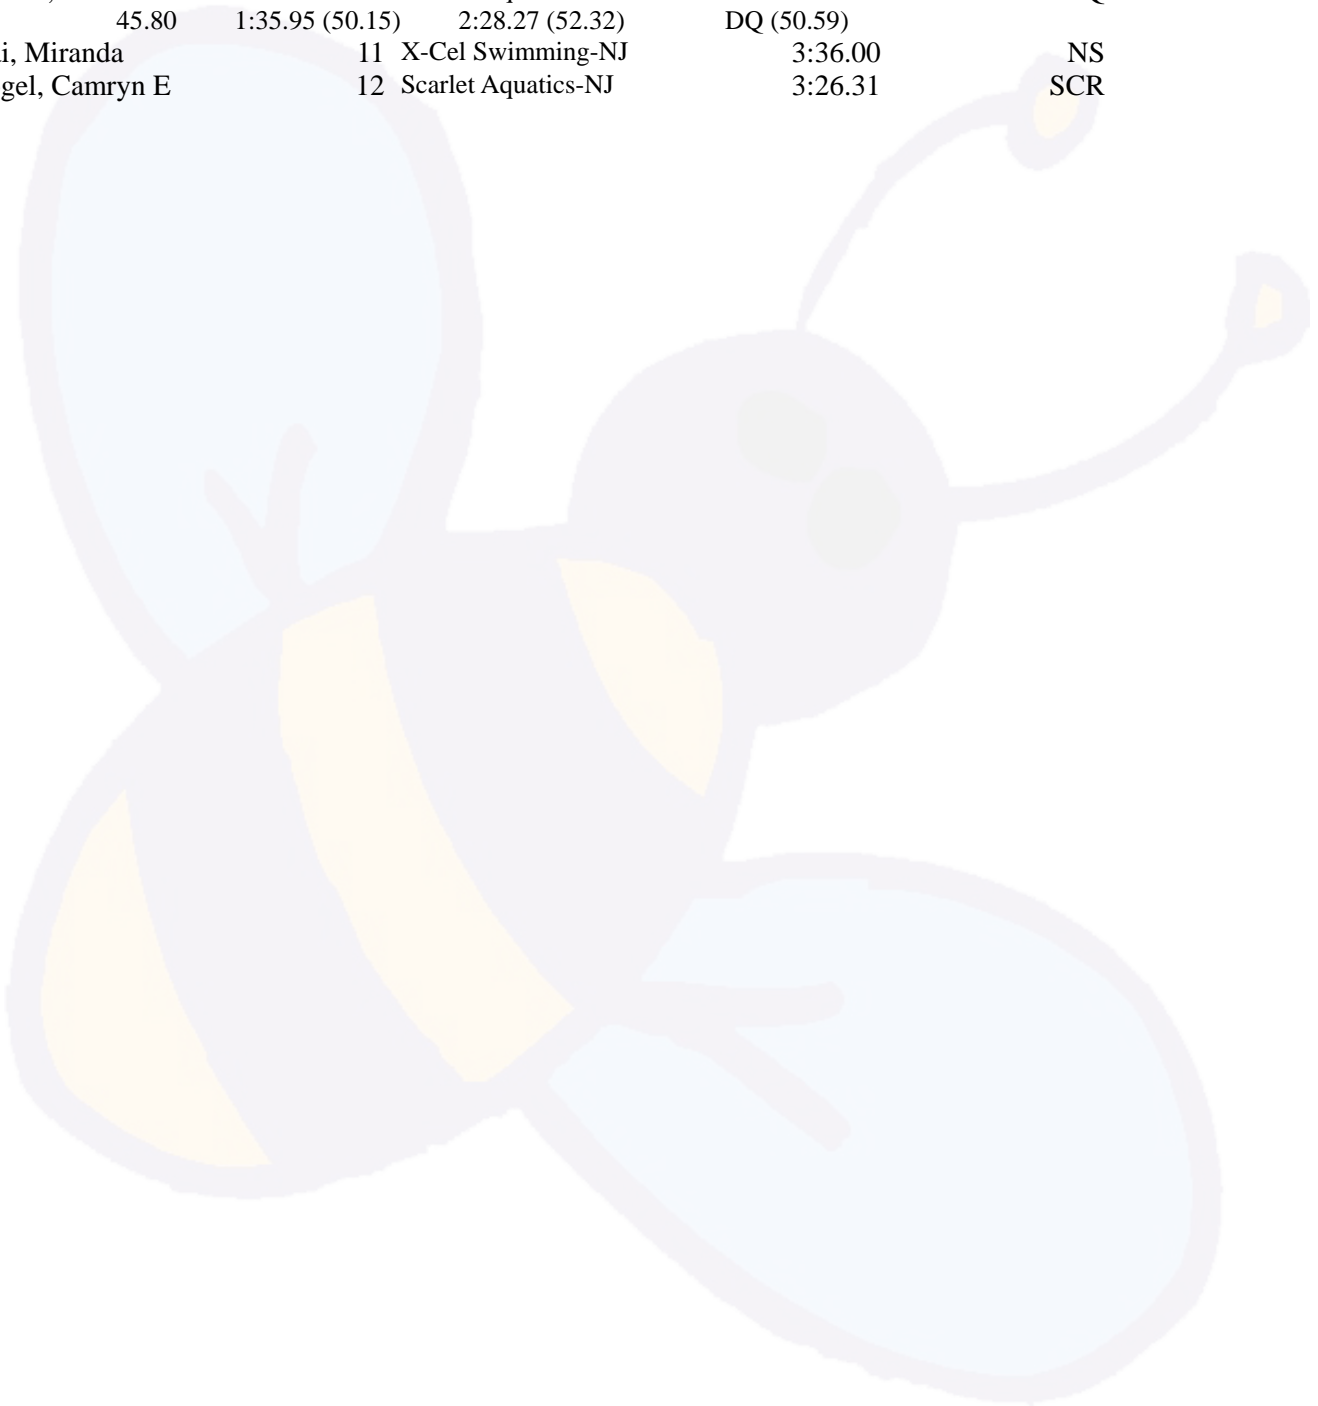 45.80 1:35.95 (50.15) 2:28.27 (52.32) DQ (50.59)
i, Miranda 11 X-Cel Swimming-NJ 3:36.00 NS
gel, Camryn E 12 Scarlet Aquatics-NJ 3:26.31 SCR